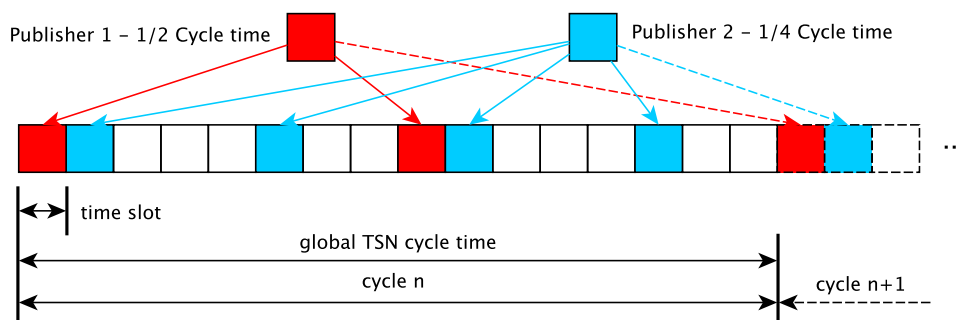 Publisher 1 – 1/2 Cycle time
Publisher 2 – 1/4 Cycle time
..
time slot
global TSN cycle time
cycle n
cycle n+1